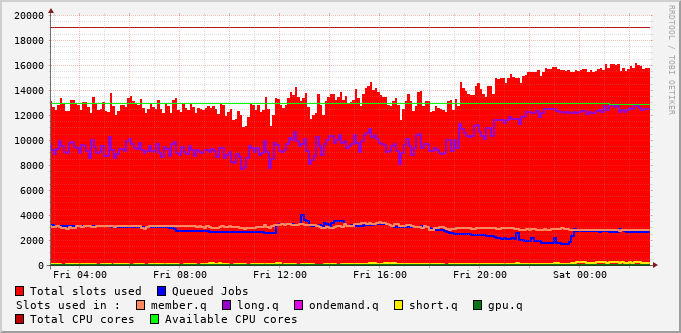 20000
18000
16000
14000
12000
10000
8000
6000
4000
2000
0
Fri 04:00 Fri 08:00 Fri 12:00 Fri 16:00 Fri 20:00 Sat 00:00
Total slots used Queued Jobs
Slots used in : member.q long.q ondemand.q short.q gpu.q
Total CPU cores Available CPU cores
RRDTOOL / TOBI OETIKER